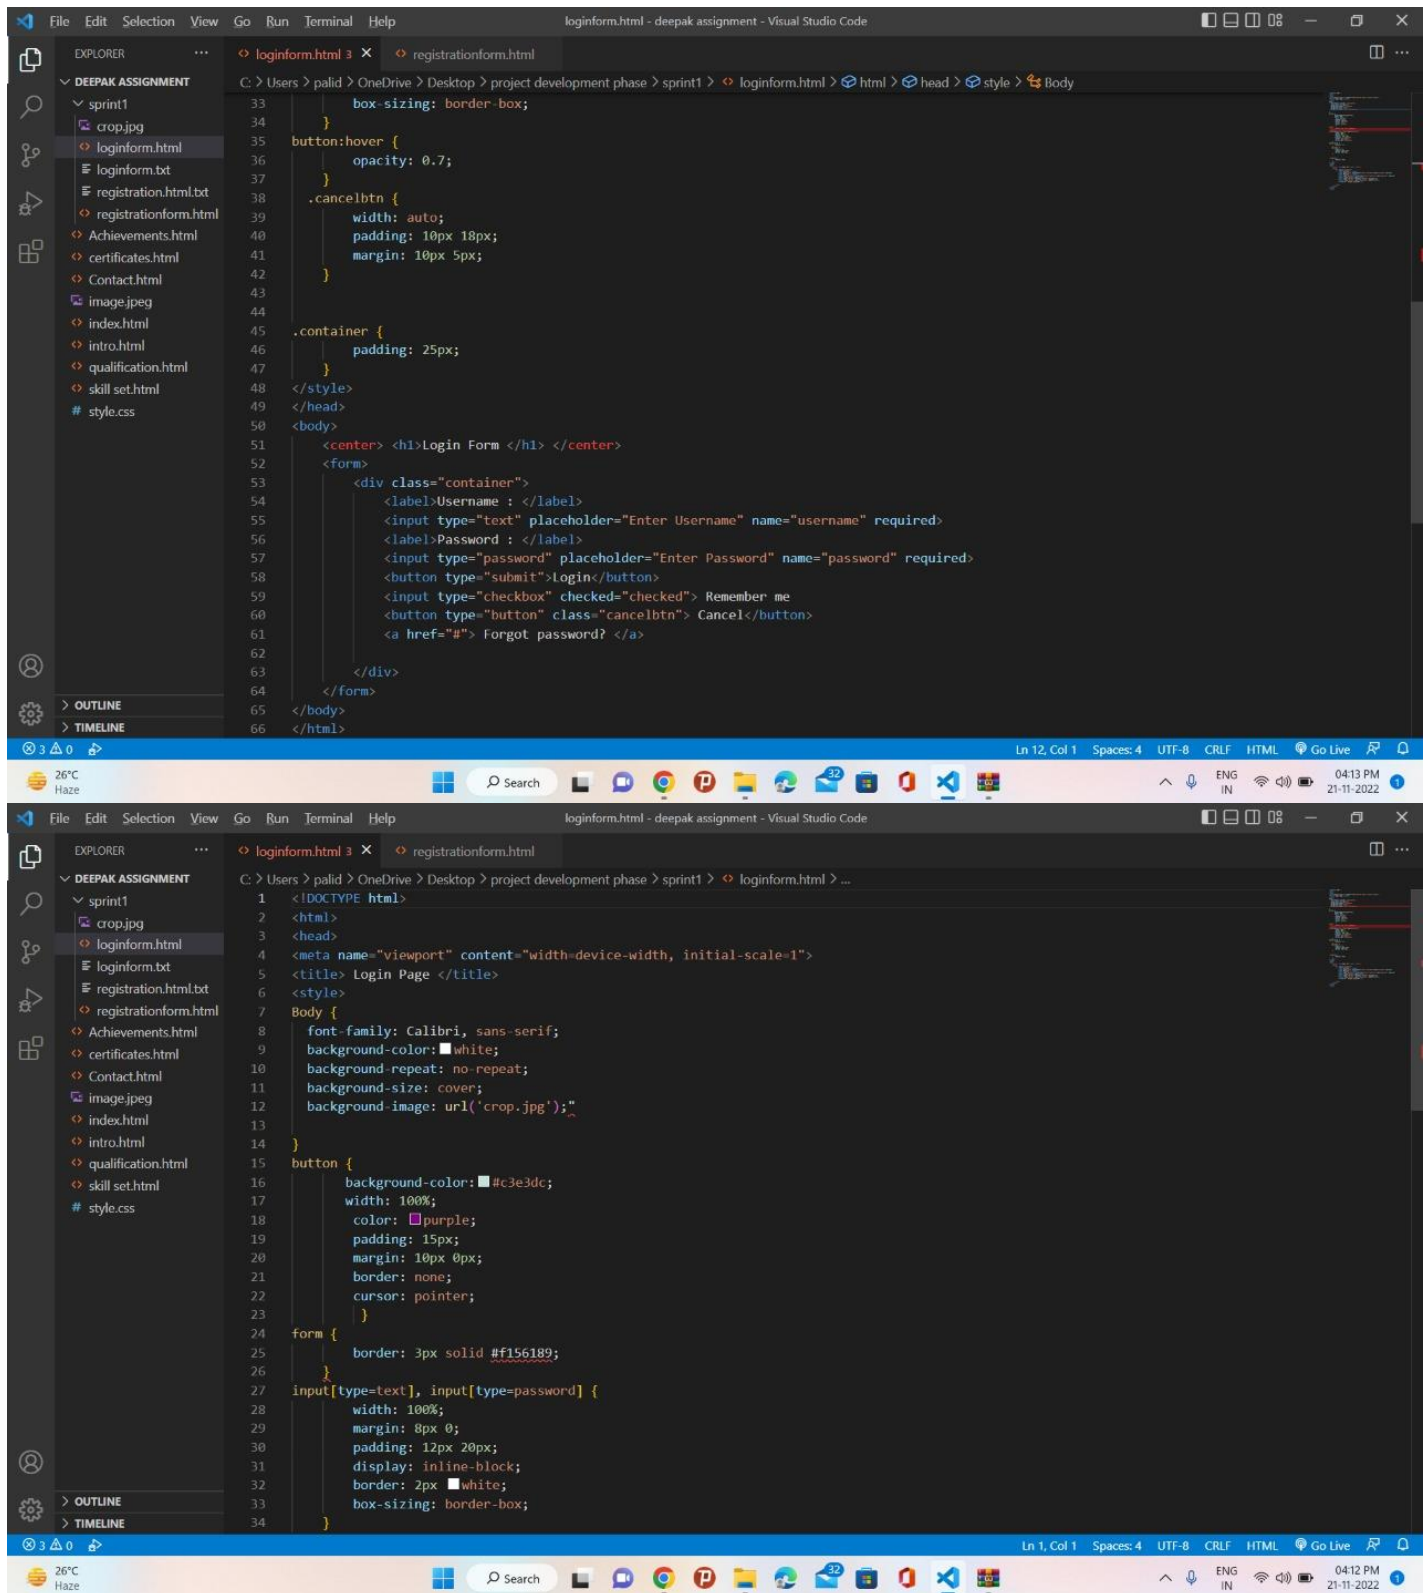 File Edit Selection View Go Run Terminal Help loginform.html - deepak assignment - Visual Studio Code
EXPLORER ... loginform.html 3 registrationform.html
DEEPAK ASSIGNMENT C: > Users > palid > OneDrive > Desktop > project development phase > sprint1 > loginform.html > html > head > style > Body
sprint1 33 box-sizing: border-box;
crop.jpg 34 }
loginform.html 35 button:hover {
loginform.txt 36 opacity: 0.7;
registration.html.txt 37 }
registrationform.html 38 .cancelbtn {
39 width: auto;
Achievements.html 40 padding: 10px 18px;
certificates.html 41 margin: 10px 5px;
Contact.html 42 }
image.jpeg 43
44
index.html 45 .container {
intro.html 46 padding: 25px;
qualification.html 47 }
skill set.html 48 </style>
49 </head>
style.css 50 <body>
51 <center> <h1>Login Form </h1> </center>
52 <form>
53 <div class="container">
54 <label>Username : </label>
55 <input type="text" placeholder="Enter Username" name="username" required>
56 <label>Password : </label>
57 <input type="password" placeholder="Enter Password" name="password" required>
58 <button type="submit">Login</button>
59 <input type="checkbox" checked="checked"> Remember me
60 <button type="button" class="cancelbtn"> Cancel</button>
61 <a href="#"> Forgot password? </a>
62
63 </div>
64 </form>
OUTLINE 65 </body>
TIMELINE 66 </html>
3 0 Ln 12, Col 1 Spaces: 4 UTF-8 CRLF HTML Go Live
26°C Search 32 ENG 04:13 PM
Haze IN 21-11-2022 1
File Edit Selection View Go Run Terminal Help loginform.html - deepak assignment - Visual Studio Code
EXPLORER ... loginform.html 3 registrationform.html
DEEPAK ASSIGNMENT C: > Users > palid > OneDrive > Desktop > project development phase > sprint1 > loginform.html > ...
sprint1 1 <!DOCTYPE html>
crop.jpg 2 <html>
3 <head>
loginform.html 4 <meta name="viewport" content="width=device-width, initial-scale=1">
loginform.txt 5 <title> Login Page </title>
registration.html.txt 6 <style>
registrationform.html 7 Body {
Achievements.html 8 font-family: Calibri, sans-serif;
certificates.html 9 background-color: white;
Contact.html 10 background-repeat: no-repeat;
image.jpeg 11 background-size: cover;
index.html 12 background-image: url('crop.jpg');"
13
intro.html 14 }
qualification.html 15 button {
skill set.html 16 background-color: #c3e3dc;
# style.css 17 width: 100%;
18 color: purple;
19 padding: 15px;
20 margin: 10px 0px;
21 border: none;
22 cursor: pointer;
23 }
24 form {
25 border: 3px solid #f156189;
26 }
27 input[type=text], input[type=password] {
28 width: 100%;
29 margin: 8px 0;
30 padding: 12px 20px;
31 display: inline-block;
32 border: 2px white;
OUTLINE 33 box-sizing: border-box;
TIMELINE 34 }
3 0 Ln 1, Col 1 Spaces: 4 UTF-8 CRLF HTML Go Live
26°C Search 32 ENG 04:12 PM
Haze IN 21-11-2022 1